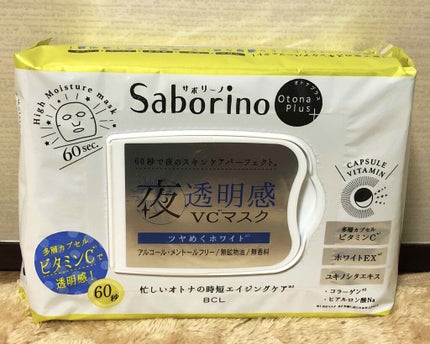 High Moisture mask
60sec.
サボリーノ
Saborino
オトナプラス
Otona
Plus
+
60秒で夜のスキンケアパーフェクト。
夜 透明感
VCマスク
ツヤめくホワイト
アルコール・メントールフリー/無鉱物油/無香料
CAPSULE
VITAMIN
多層カプセル
ビタミンC
ホワイトEX
ユキノシタエキス
・コラーゲン
・ヒアルロン酸Na
多層カプセル
ビタミンCで
透明感!
60秒
忙しいオトナの時短エイジングケア
BCL